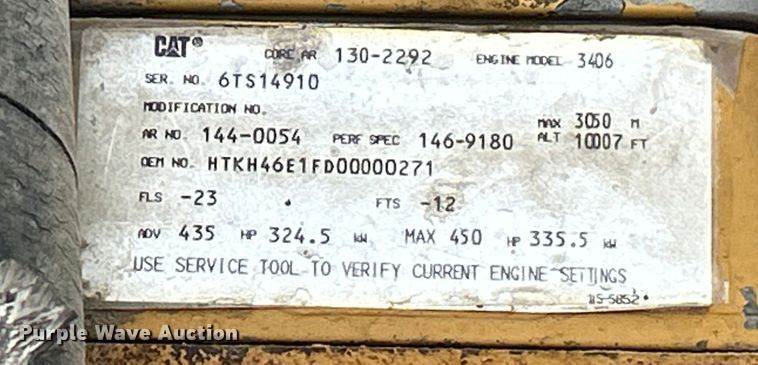 CAT® CORE AR 130-2292 ENGINE MODEL 3406
SER. NO. 6TS14910
MODIFICATION NO.
AR NO. 144-0054 PERF SPEC 146-9180 MAX ALT 3050 M 10007 FT
OEM NO. HTKH46E1FD00000271
FLS -23 FTS -12
ADV 435 HP 324.5 kW MAX 450 HP 335.5 kW
USE SERVICE TOOL TO VERIFY CURRENT ENGINE SETTINGS
Purple Wave Auction